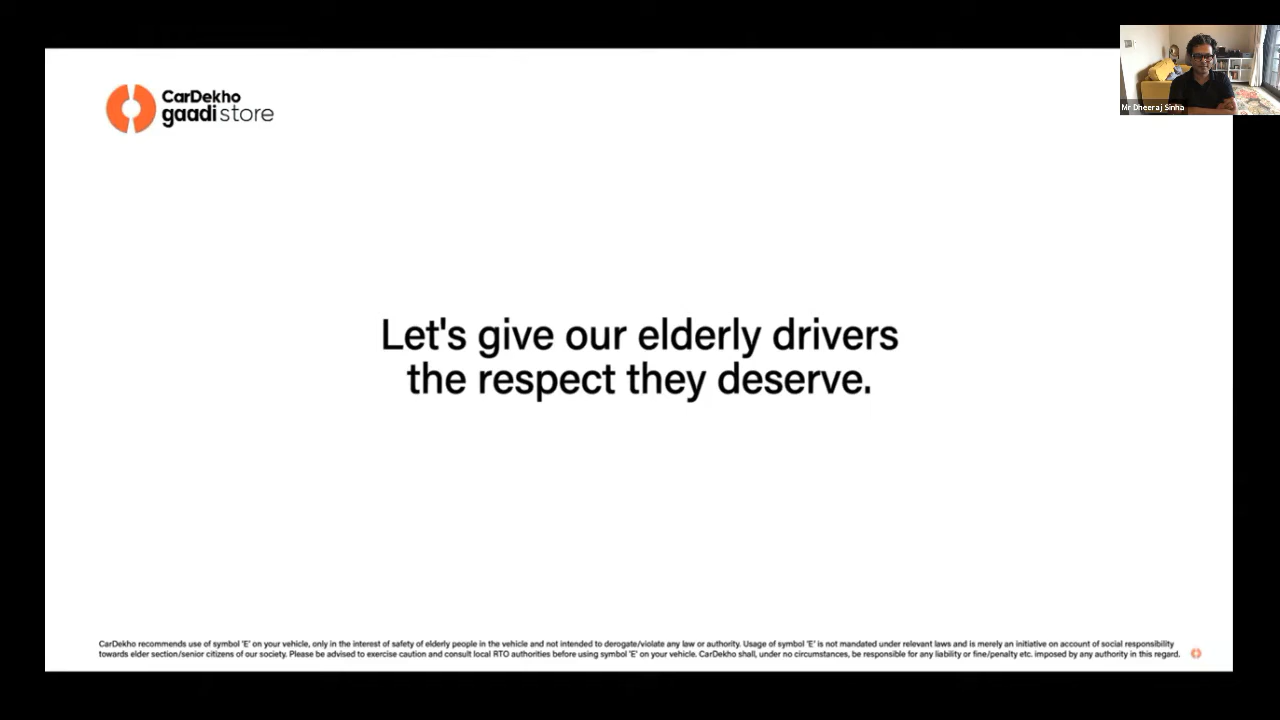 CarDekho
gaadi store
Mr Dheeraj Sinha
Let's give our elderly drivers
the respect they deserve.
CarDekho recommends use of symbol 'E' on your vehicle, only in the interest of safety of elderly people in the vehicle and not intended to derogate/violate any law or authority. Usage of symbol 'E' is not mandated under relevant laws and is merely an initiative on account of social responsibility
towards elder section/senior citizens of our society. Please be advised to exercise caution and consult local RTO authorities before using symbol 'E' on your vehicle. CarDekho shall, under no circumstances, be responsible for any liability or fine/penalty etc. imposed by any authority in this regard.